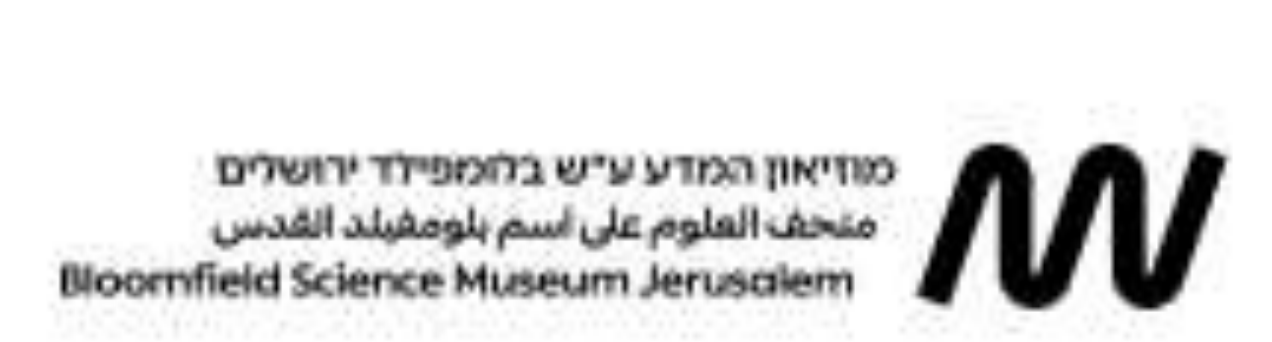 מוזיאון המדע ע"ש בלומפילד ירושלים
متحف العلوم على اسم بلومفيلد القدس
Bloomfield Science Museum Jerusalem